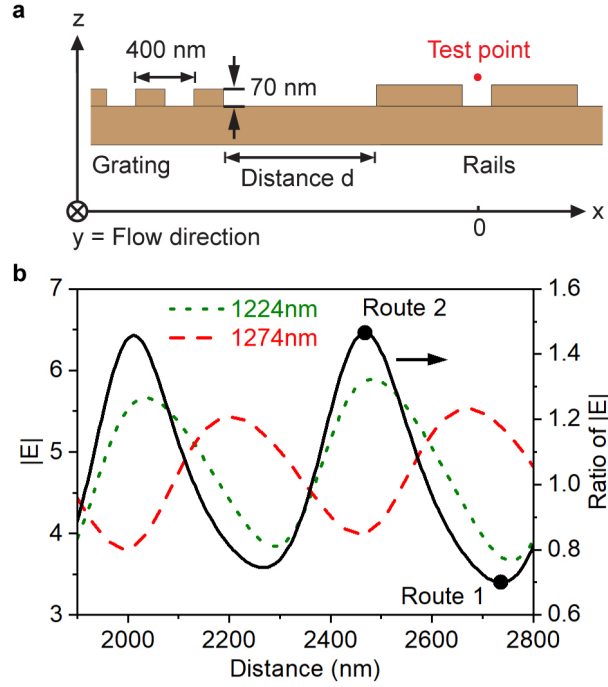 a
z
400 nm
70 nm
Test point
Grating
Distance d
Rails
x
0
y = Flow direction
b
7
6
5
4
3
|E|
1224nm
1274nm
Route 2
Route 1
1.6
1.4
1.2
1.0
0.8
0.6
Ratio of |E|
2000 2200 2400 2600 2800
Distance (nm)